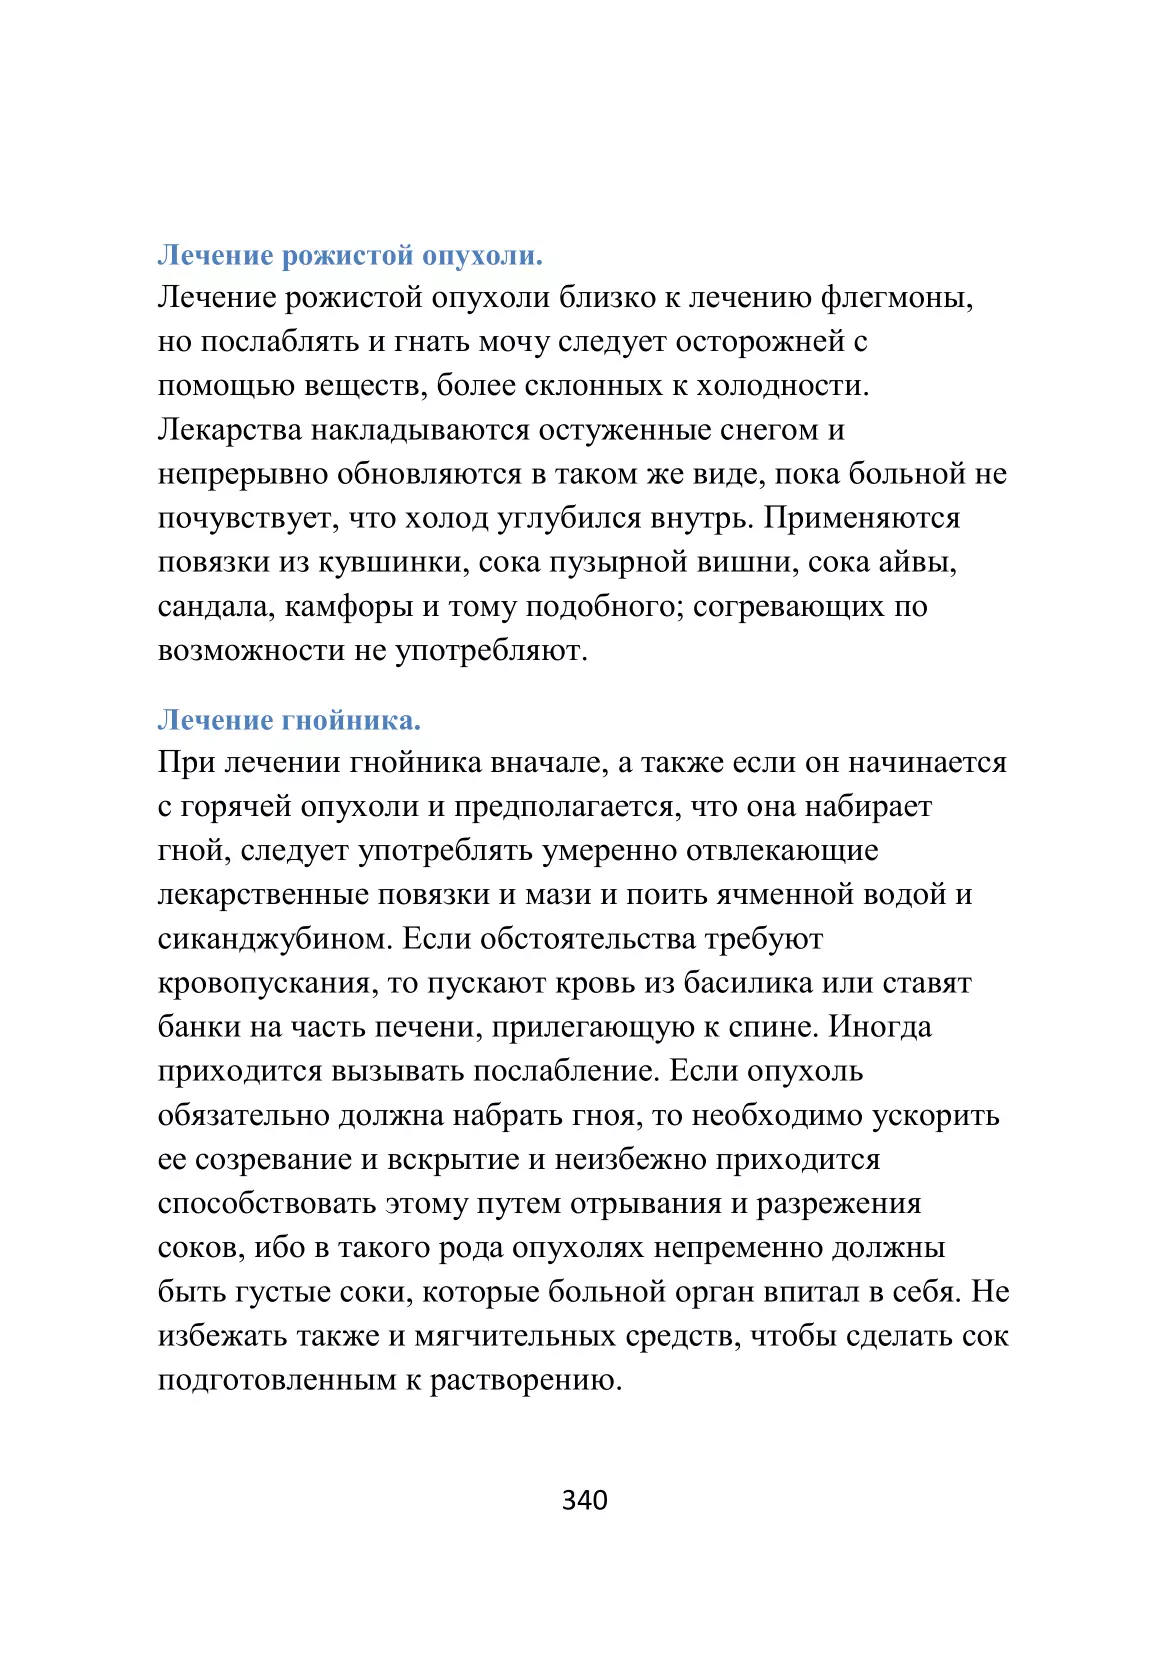 Лечение рожистой опухоли.
Лечение рожистой опухоли близко к лечению флегмоны,
но послаблять и гнать мочу следует осторожней с
помощью веществ, более склонных к холодности.
Лекарства накладываются остуженные снегом и
непрерывно обновляются в таком же виде, пока больной не
почувствует, что холод углубился внутрь. Применяются
повязки из кувшинки, сока пузырной вишни, сока айвы,
сандала, камфоры и тому подобного; согревающих по
возможности не употребляют.
Лечение гнойника.
При лечении гнойника вначале, а также если он начинается
с горячей опухоли и предполагается, что она набирает
гной, следует употреблять умеренно отвлекающие
лекарственные повязки и мази и поить ячменной водой и
сиканджубином. Если обстоятельства требуют
кровопускания, то пускают кровь из басилика или ставят
банки на часть печени, прилегающую к спине. Иногда
приходится вызывать послабление. Если опухоль
обязательно должна набрать гноя, то необходимо ускорить
ее созревание и вскрытие и неизбежно приходится
способствовать этому путем отрывания и разрежения
соков, ибо в такого рода опухолях непременно должны
быть густые соки, которые больной орган впитал в себя. Не
избежать также и мягчительных средств, чтобы сделать сок
подготовленным к растворению.
340